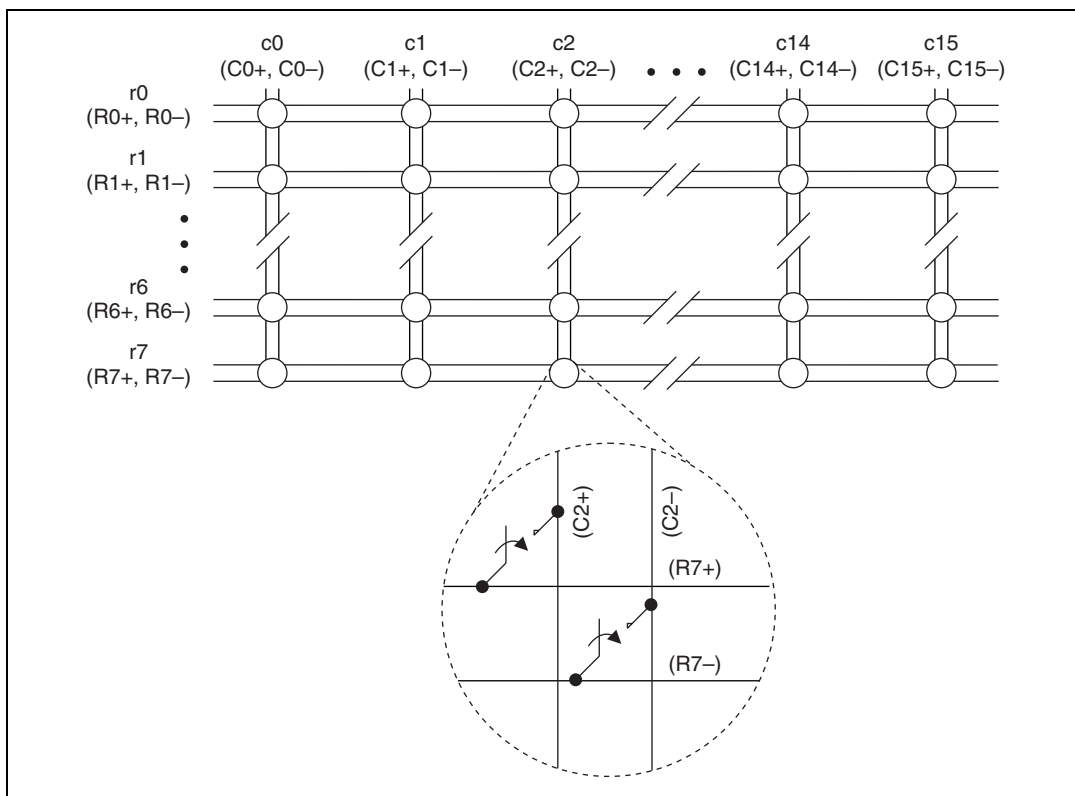 c0 c1 c2 c14 c15
(C0+, C0–) (C1+, C1–) (C2+, C2–) • • • (C14+, C14–) (C15+, C15–)
r0
(R0+, R0–)
r1
(R1+, R1–)
r6
(R6+, R6–)
r7
(R7+, R7–)
(C2+)
(C2–)
(R7+)
(R7–)